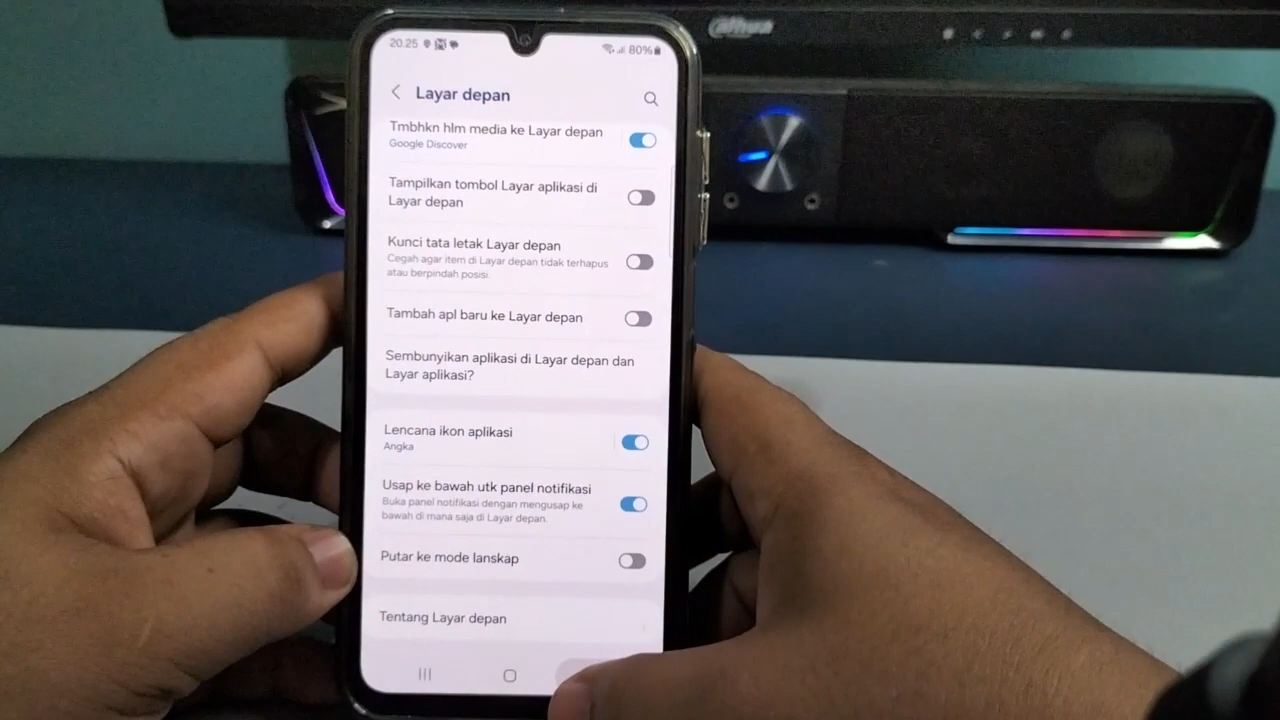 alhua
20.25
80%
Layar depan
Tmbhkn hlm media ke Layar depan
Google Discover
Tampilkan tombol Layar aplikasi di
Layar depan
Kunci tata letak Layar depan
Cegah agar item di Layar depan tidak terhapus
atau berpindah posisi.
Tambah apl baru ke Layar depan
Sembunyikan aplikasi di Layar depan dan
Layar aplikasi?
Lencana ikon aplikasi
Angka
Usap ke bawah utk panel notifikasi
Buka panel notifikasi dengan mengusap ke
bawah di mana saja di Layar depan.
Putar ke mode lanskap
Tentang Layar depan